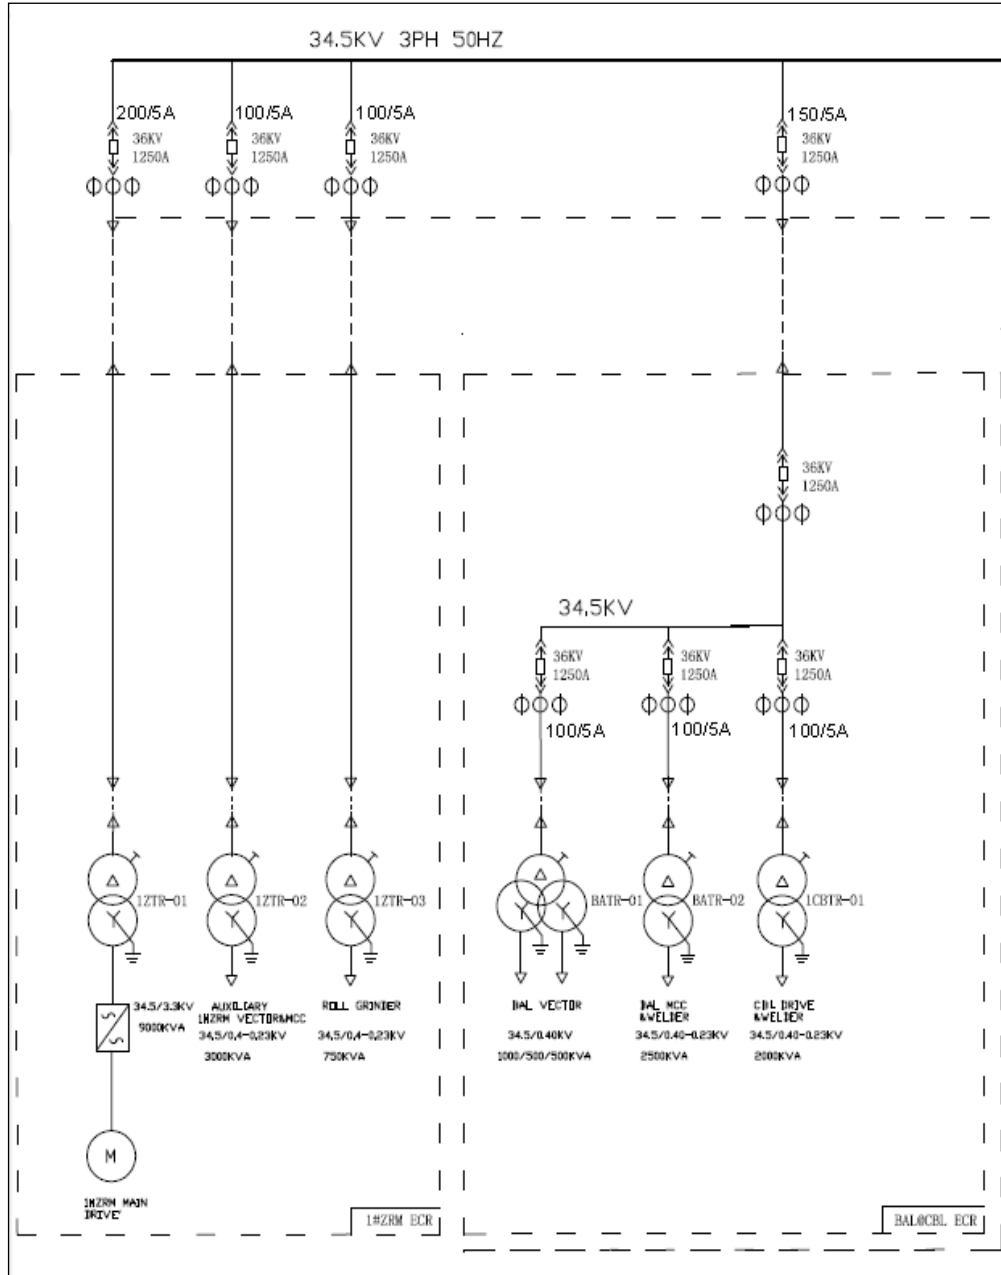 34.5KV 3PH 50HZ
200/5A
36KV
1250A
100/5A
36KV
1250A
100/5A
36KV
1250A
150/5A
36KV
1250A
36KV
1250A
34.5KV
36KV
1250A
100/5A
36KV
1250A
100/5A
36KV
1250A
100/5A
1ZTR-01
1ZTR-02
1ZTR-03
BATR-01
BATR-02
1CBTR-01
34.5/3.3KV
9000KVA
AUXILIARY
1#ZRM VECTOR&MCC
34.5/0.4-0.23KV
3000KVA
ROLL GRINDER
34.5/0.4-0.23KV
750KVA
BAL VECTOR
34.5/0.40KV
1000/500/500KVA
BAL MCC
&WELDER
34.5/0.40-0.23KV
2500KVA
CBL DRIVE
&WELDER
34.5/0.40-0.23KV
2000KVA
M
1#ZRM MAIN
DRIVE
1#ZRM ECR
BAL@CBL ECR